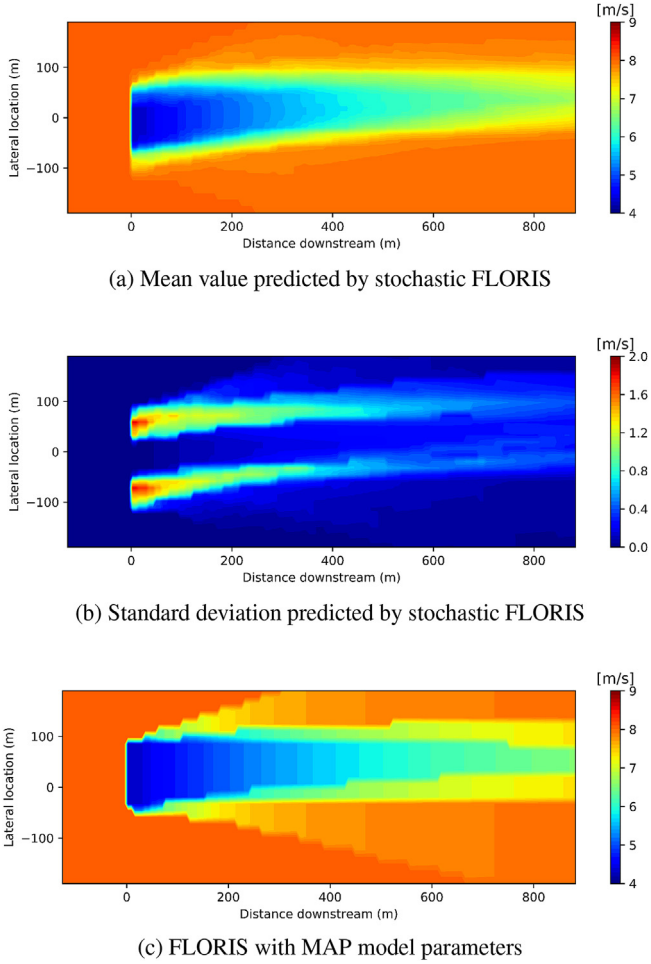 [m/s]
9
8
7
6
5
4
100
0
−100
Lateral location (m)
0 200 400 600 800
Distance downstream (m)
(a) Mean value predicted by stochastic FLORIS
[m/s]
2.0
1.6
1.2
0.8
0.4
0.0
100
0
−100
Lateral location (m)
0 200 400 600 800
Distance downstream (m)
(b) Standard deviation predicted by stochastic FLORIS
[m/s]
9
8
7
6
5
4
100
0
−100
Lateral location (m)
0 200 400 600 800
Distance downstream (m)
(c) FLORIS with MAP model parameters